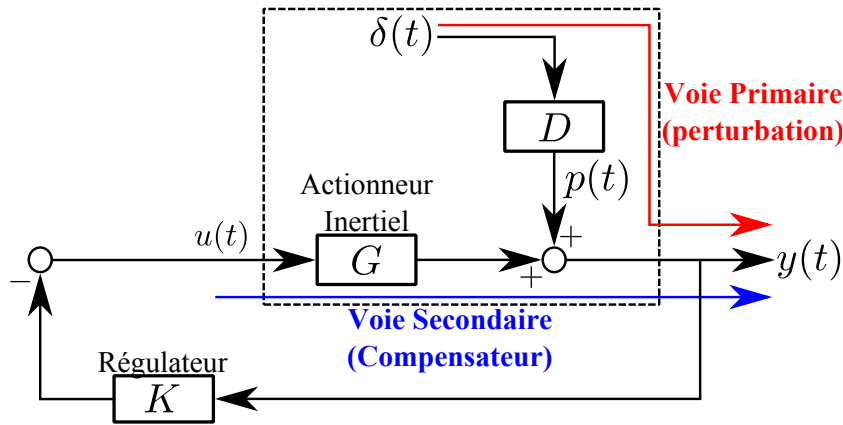 δ(t)
Voie Primaire
(perturbation)
D
Actionneur
Inertiel
p(t)
+
u(t)
G
y(t)
+
−
Voie Secondaire
(Compensateur)
Régulateur
K